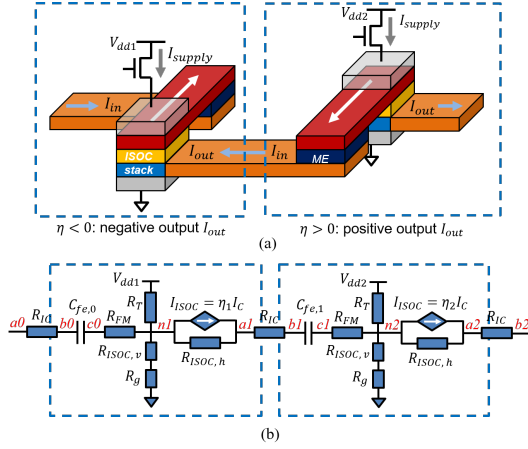 V_dd1 I_supply
V_dd2 I_supply
I_in
ISOC
stack
I_out I_in
ME
I_out
η < 0: negative output I_out
η > 0: positive output I_out
(a)
V_dd1
V_dd2
a0 R_IC b0 C_fe,0 c0 R_FM R_T n1 I_ISOC = η_1 I_C a1 R_IC b1 C_fe,1 c1 R_FM R_T n2 I_ISOC = η_2 I_C a2 R_IC b2
R_ISOC,v R_ISOC,h R_ISOC,v R_ISOC,h
R_g R_g
(b)